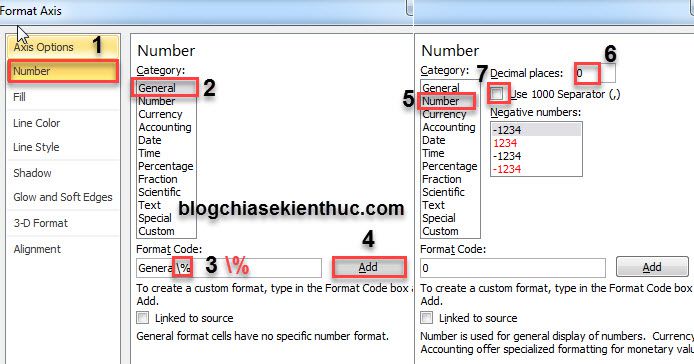 Format Axis
1
Axis Options
Number
Fill
Line Color
Line Style
Shadow
Glow and Soft Edges
3-D Format
Alignment
Number
Category:
General
2
Number
Currency
Accounting
Date
Time
Percentage
Fraction
Scientific
Text
Special
Custom
blogchiasekienthuc.com
Format Code:
General\%
3
\%
4
Add
To create a custom format, type in the Format Code box a
Add.
Linked to source
General format cells have no specific number format.
Number
Category:
General
5
Number
Currency
Accounting
Date
Time
Percentage
Fraction
Scientific
Text
Special
Custom
6
Decimal places:
0
7
Use 1000 Separator (,)
Negative numbers:
-1234
1234
-1234
-1234
Format Code:
0
Add
To create a custom format, type in the Format Code
Add.
Linked to source
Number is used for general display of numbers. Currency
Accounting offer specialized formatting for monetary valu